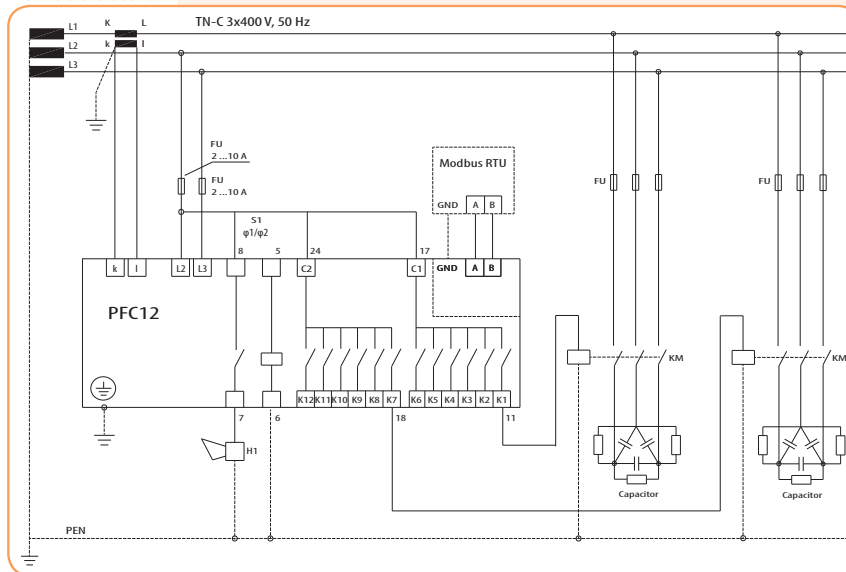 TN-C 3x400 V, 50 Hz
L1
K
L
L2
k
l
L3
FU
2 ...10 A
FU
2 ...10 A
Modbus RTU
GND
A
B
FU
FU
S1
φ1/φ2
8
5
24
17
k
l
L2
L3
C2
C1
GND
A
B
PFC12
KM
KM
K12
K11
K10
K9
K8
K7
K6
K5
K4
K3
K2
K1
7
6
18
11
H1
Capacitor
Capacitor
PEN